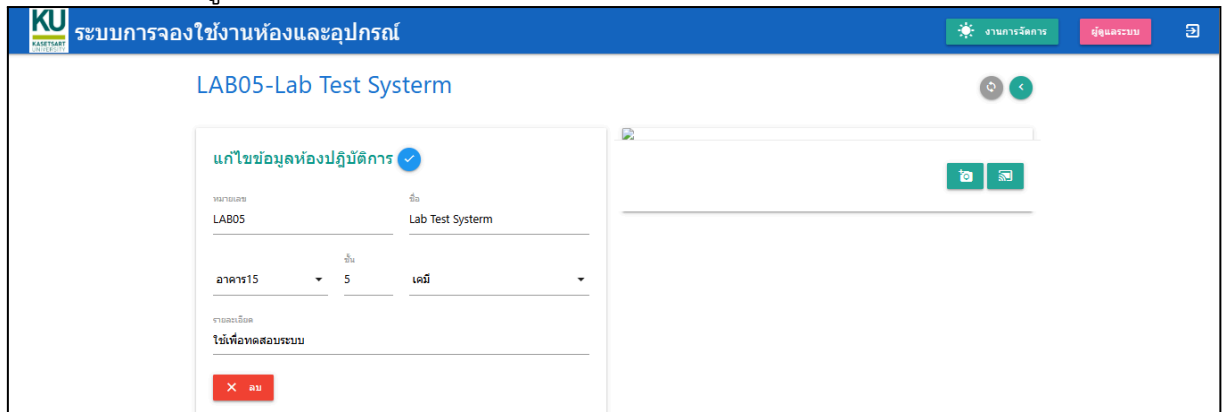 KU
KASETSART
UNIVERSITY
ระบบการจองใช้งานห้องและอุปกรณ์
งานการจัดการ
ผู้ดูแลระบบ
LAB05-Lab Test Systerm
แก้ไขข้อมูลห้องปฏิบัติการ
หมายเลข ชื่อ
LAB05 Lab Test Systerm
ชั้น
อาคาร15 5 เคมี
รายละเอียด
ใช้เพื่อทดสอบระบบ
ลบ